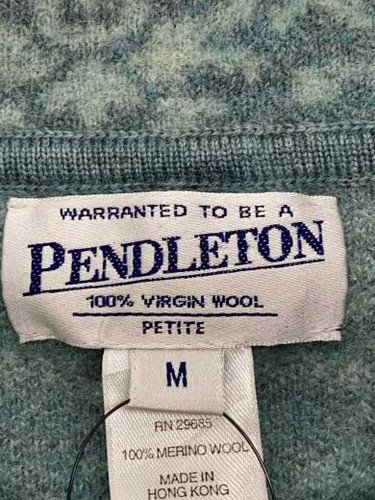 WARRANTED TO BE A
PENDLETON
100% VIRGIN WOOL
PETITE
M
RN 29685
100% MERINO WOOL
MADE IN
HONG KONG